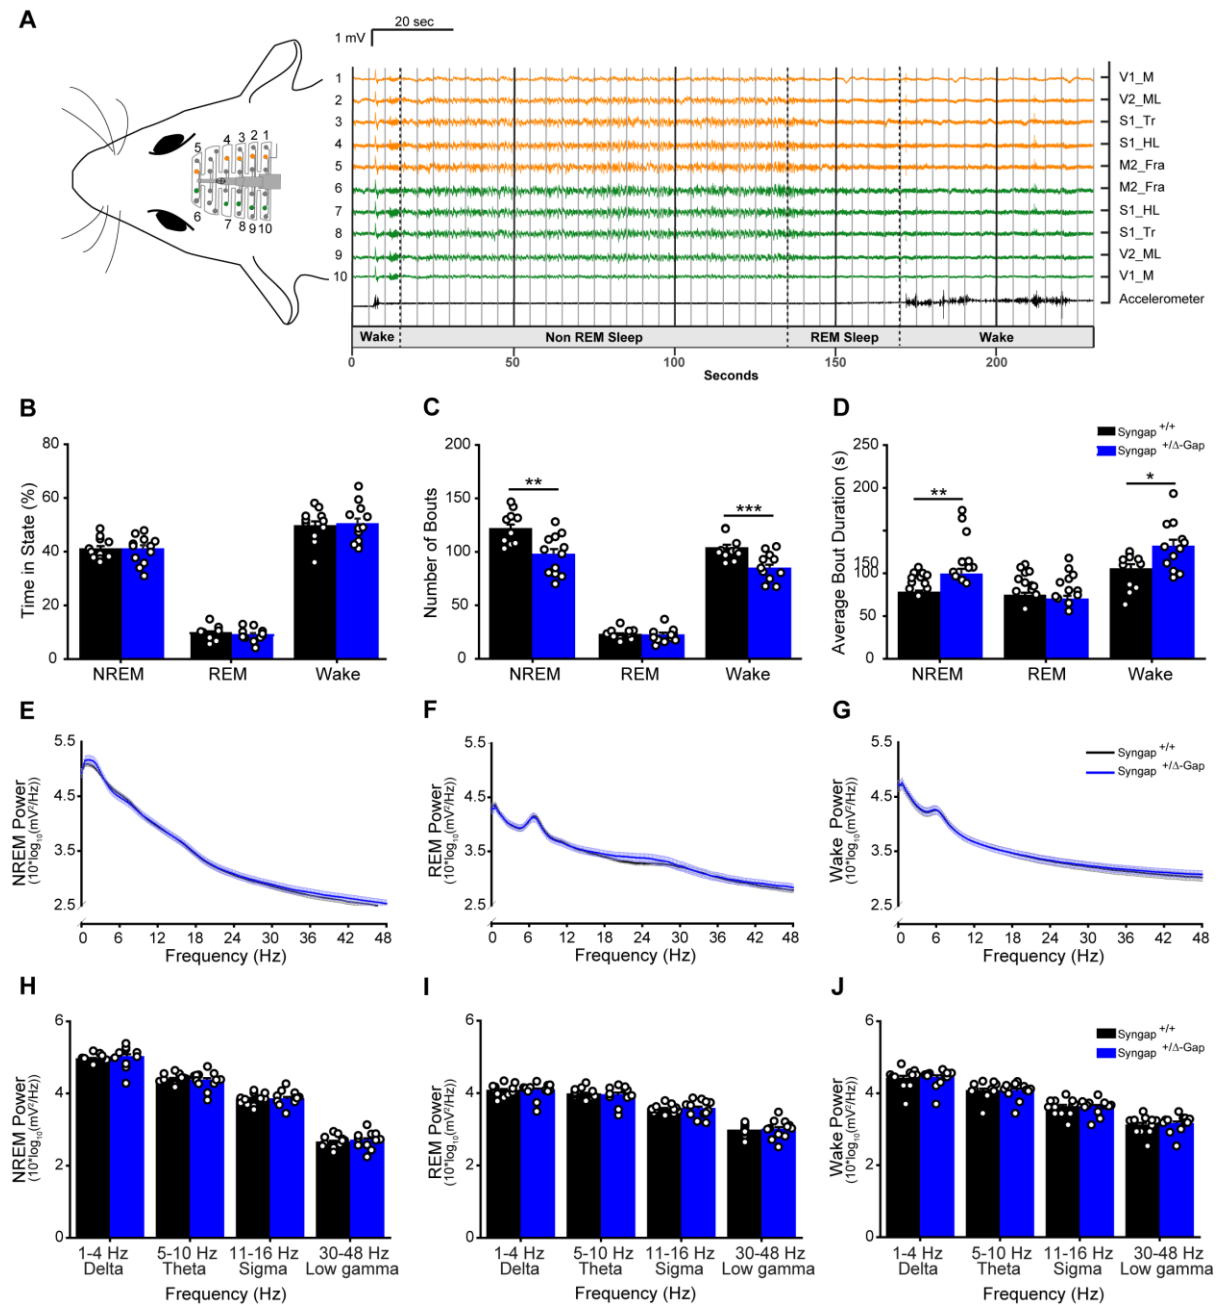 A
20 sec
1 mV
1 V1_M
2 V2_ML
3 S1_Tr
4 S1_HL
5 M2_Fra
6 M2_Fra
7 S1_HL
8 S1_Tr
9 V2_ML
10 V1_M
Accelerometer
5 4 3 2 1
6 7 8 9 10
Wake Non REM Sleep REM Sleep Wake
0 50 100 150 200
Seconds
B
Time in State (%)
80
60
40
20
0
NREM REM Wake
C
Number of Bouts
200
150
100
50
0
** ***
NREM REM Wake
D
Average Bout Duration (s)
250
200
150
100
50
0
** *
Syngap +/+
Syngap +/Δ-Gap
NREM REM Wake
E
NREM Power
(10*log10(mV²/Hz))
5.5
4.5
3.5
2.5
0 6 12 18 24 30 36 42 48
Frequency (Hz)
F
REM Power
(10*log10(mV²/Hz))
5.5
4.5
3.5
2.5
0 6 12 18 24 30 36 42 48
Frequency (Hz)
G
Wake Power
(10*log10(mV²/Hz))
5.5
4.5
3.5
2.5
Syngap +/+
Syngap +/Δ-Gap
0 6 12 18 24 30 36 42 48
Frequency (Hz)
H
NREM Power
(10*log10(mV²/Hz))
6
4
2
0
1-4 Hz 5-10 Hz 11-16 Hz 30-48 Hz
Delta Theta Sigma Low gamma
Frequency (Hz)
I
REM Power
(10*log10(mV²/Hz))
6
4
2
0
1-4 Hz 5-10 Hz 11-16 Hz 30-48 Hz
Delta Theta Sigma Low gamma
Frequency (Hz)
J
Wake Power
(10*log10(mV²/Hz))
6
4
2
0
Syngap +/+
Syngap +/Δ-Gap
1-4 Hz 5-10 Hz 11-16 Hz 30-48 Hz
Delta Theta Sigma Low gamma
Frequency (Hz)